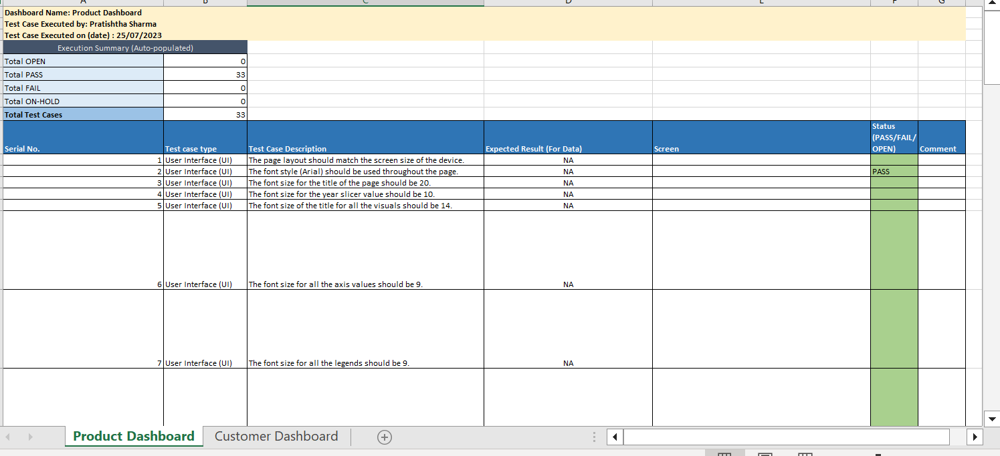 A B C D E F G
Dashboard Name: Product Dashboard
Test Case Executed by: Pratishtha Sharma
Test Case Executed on (date) : 25/07/2023
Execution Summary (Auto-populated)
Total OPEN 0
Total PASS 33
Total FAIL 0
Total ON-HOLD 0
Total Test Cases 33
Serial No. Test case type Test Case Description Expected Result (For Data) Screen Status (PASS/FAIL/OPEN) Comment
1 User Interface (UI) The page layout should match the screen size of the device. NA
2 User Interface (UI) The font style (Arial) should be used throughout the page. NA PASS
3 User Interface (UI) The font size for the title of the page should be 20. NA
4 User Interface (UI) The font size for the year slicer value should be 10. NA
5 User Interface (UI) The font size of the title for all the visuals should be 14. NA
6 User Interface (UI) The font size for all the axis values should be 9. NA
7 User Interface (UI) The font size for all the legends should be 9. NA
Product Dashboard Customer Dashboard